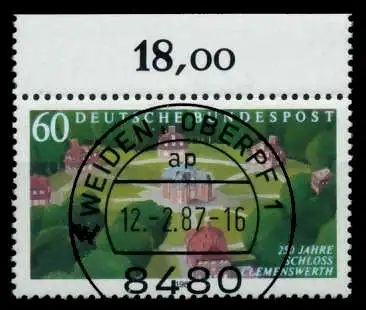 18,00
60 DEUTSCHE BUNDESPOST
WEIDEN, OBERPF 1
ap
12.-2.87-16
8480
250 JAHRE
SCHLOSS
CLEMENSWERTH